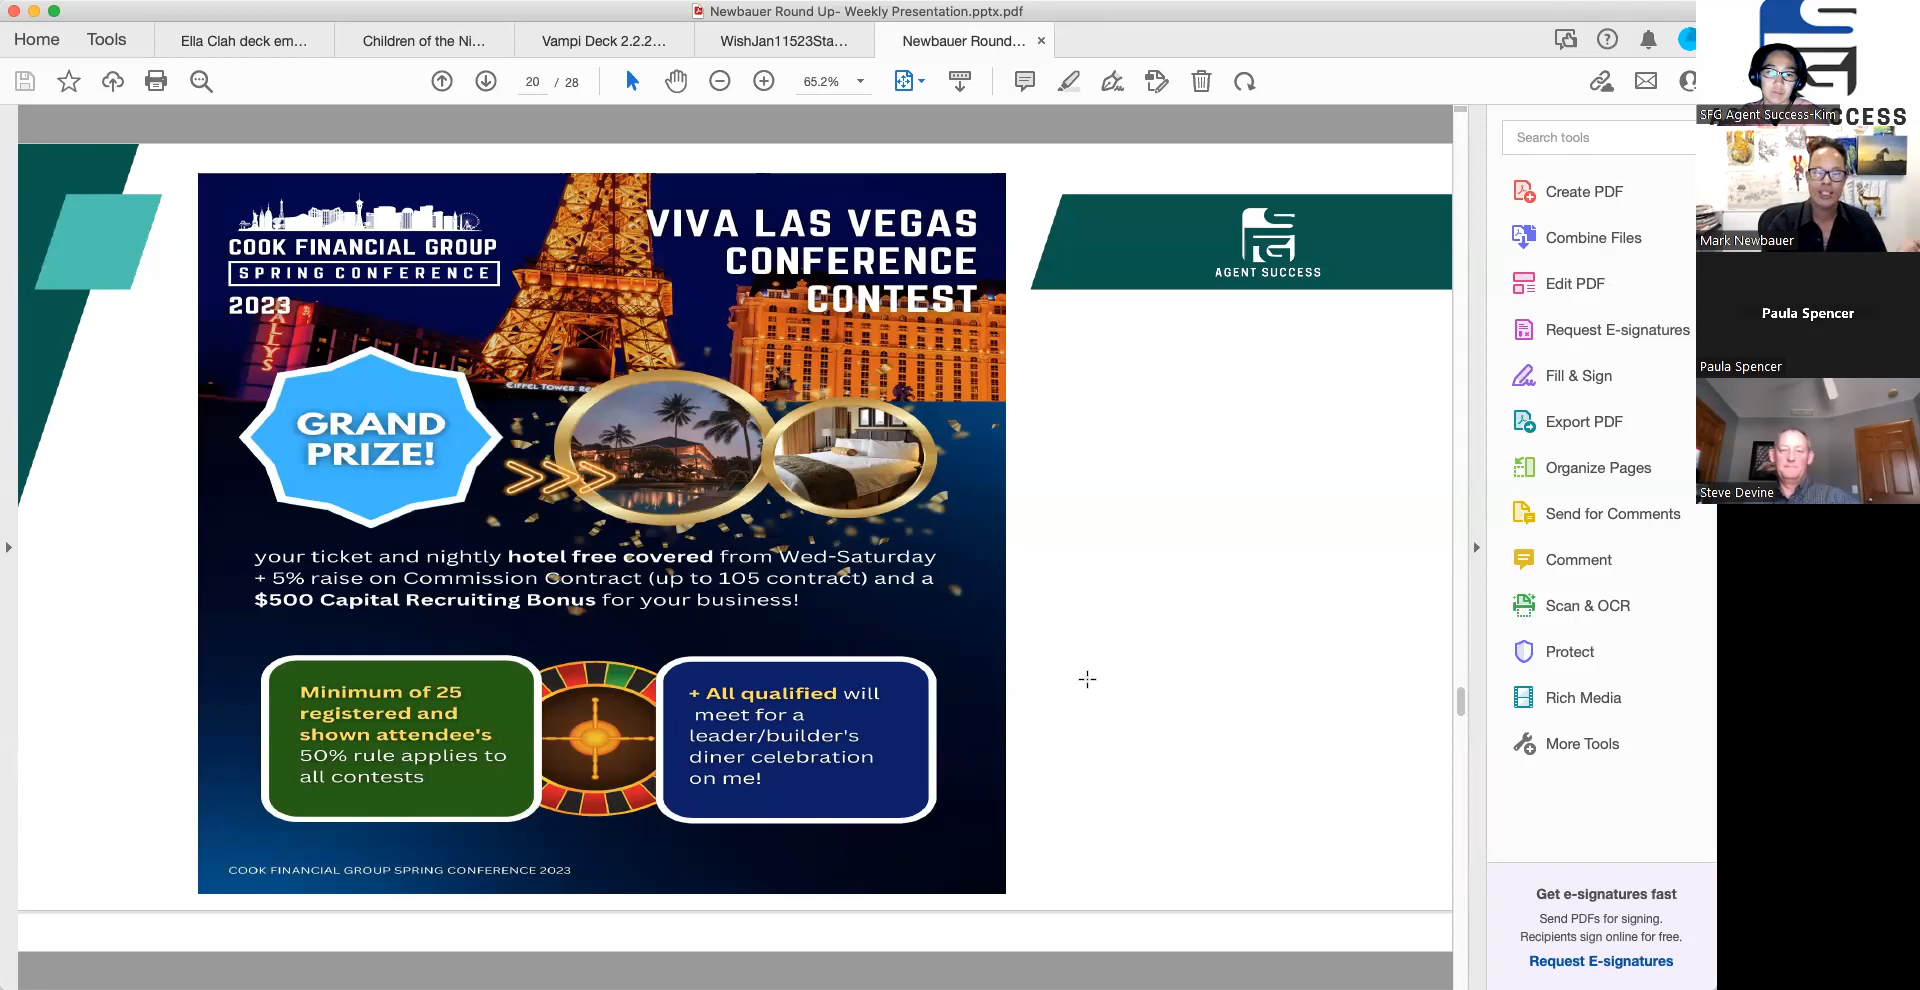 Newbauer Round Up- Weekly Presentation.pptx.pdf
Home
Tools
Ella Clah deck em...
Children of the Ni...
Vampi Deck 2.2.2...
WishJan11523Sta...
Newbauer Round...
20 / 28
65.2%
Search tools
Create PDF
Combine Files
Edit PDF
Request E-signatures
Fill & Sign
Export PDF
Organize Pages
Send for Comments
Comment
Scan & OCR
Protect
Rich Media
More Tools
Get e-signatures fast
Send PDFs for signing.
Recipients sign online for free.
Request E-signatures
COOK FINANCIAL GROUP
SPRING CONFERENCE
2023
VIVA LAS VEGAS
CONFERENCE
CONTEST
BALLYS
EIFFEL TOWER
GRAND
PRIZE!
your ticket and nightly hotel free covered from Wed-Saturday
+ 5% raise on Commission Contract (up to 105 contract) and a
$500 Capital Recruiting Bonus for your business!
Minimum of 25
registered and
shown attendee's
50% rule applies to
all contests
+ All qualified will
meet for a
leader/builder's
diner celebration
on me!
COOK FINANCIAL GROUP SPRING CONFERENCE 2023
AGENT SUCCESS
SFG Agent Success-Kim
CCESS
Mark Newbauer
Paula Spencer
Paula Spencer
Steve Devine